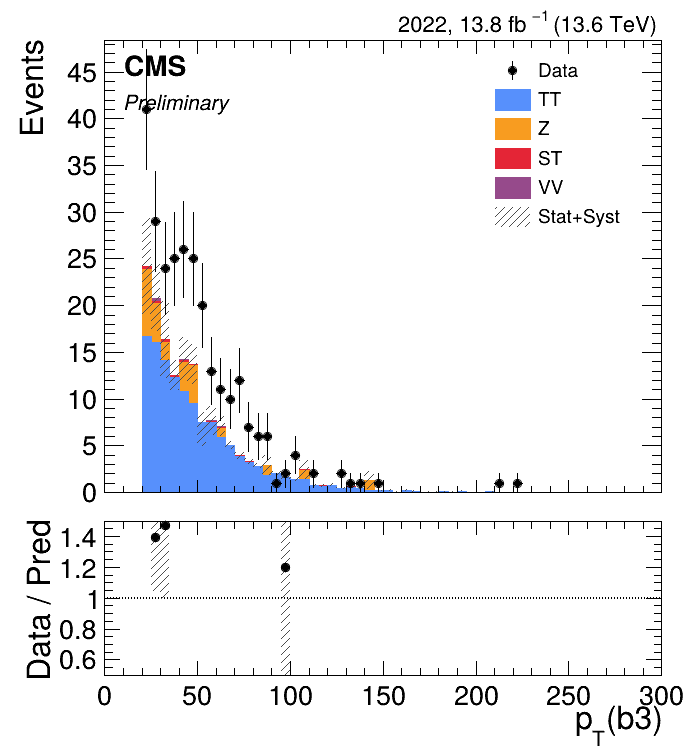 2022, 13.8 fb⁻¹ (13.6 TeV)
CMS
Preliminary
Events
45
40
35
30
25
20
15
10
5
0
Data
TT
Z
ST
VV
Stat+Syst
Data / Pred
1.4
1.2
1
0.8
0.6
0 50 100 150 200 250 300
p_T(b3)